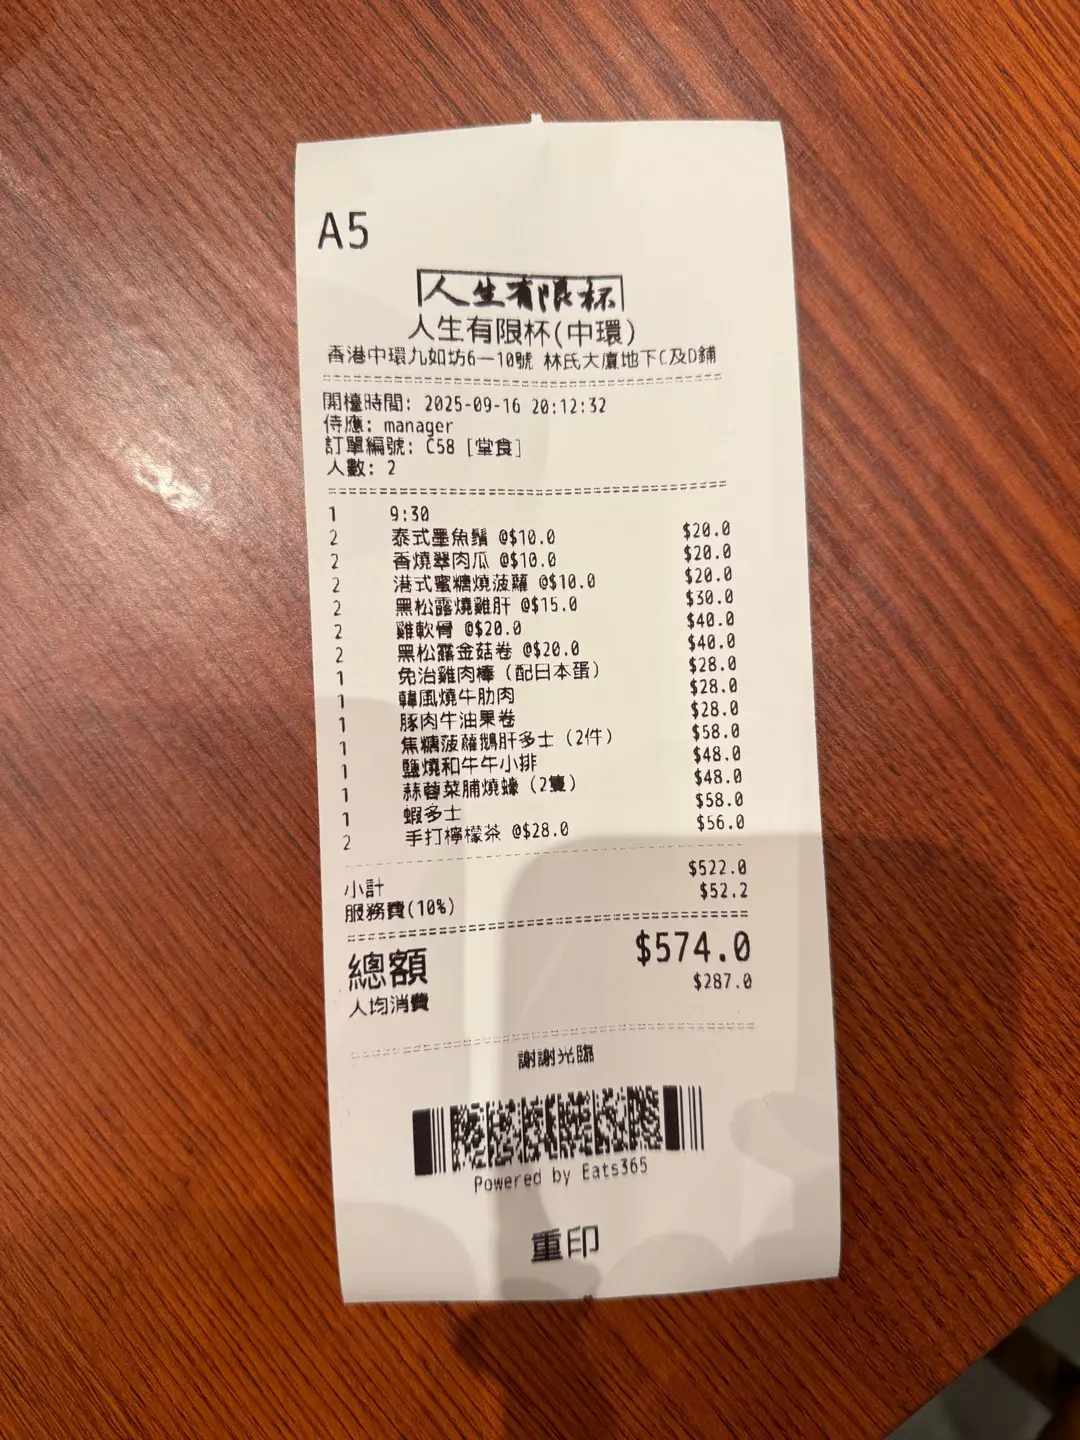 A5
人生有限杯
人生有限杯(中環)
香港中環九如坊6—10號 林氏大廈地下C及D鋪
開檯時間: 2025-09-16 20:12:32
侍應: manager
訂單編號: C58 [堂食]
人數: 2
1 9:30
2 泰式墨魚鬚 @$10.0 $20.0
2 香燒翠肉瓜 @$10.0 $20.0
2 港式蜜糖燒菠蘿 @$10.0 $20.0
2 黑松露燒雞肝 @$15.0 $30.0
2 雞軟骨 @$20.0 $40.0
2 黑松露金菇卷 @$20.0 $40.0
1 免治雞肉棒 (配日本蛋) $28.0
1 韓風燒牛肋肉 $28.0
1 豚肉牛油果卷 $28.0
1 焦糖菠蘿鵝肝多士 (2件) $58.0
1 鹽燒和牛牛小排 $48.0
1 蒜蓉菜脯燒蠔 (2隻) $48.0
1 蝦多士 $58.0
2 手打檸檬茶 @$28.0 $56.0
小計 $522.0
服務費(10%) $52.2
總額 $574.0
人均消費 $287.0
謝謝光臨
Powered by Eats365
重印